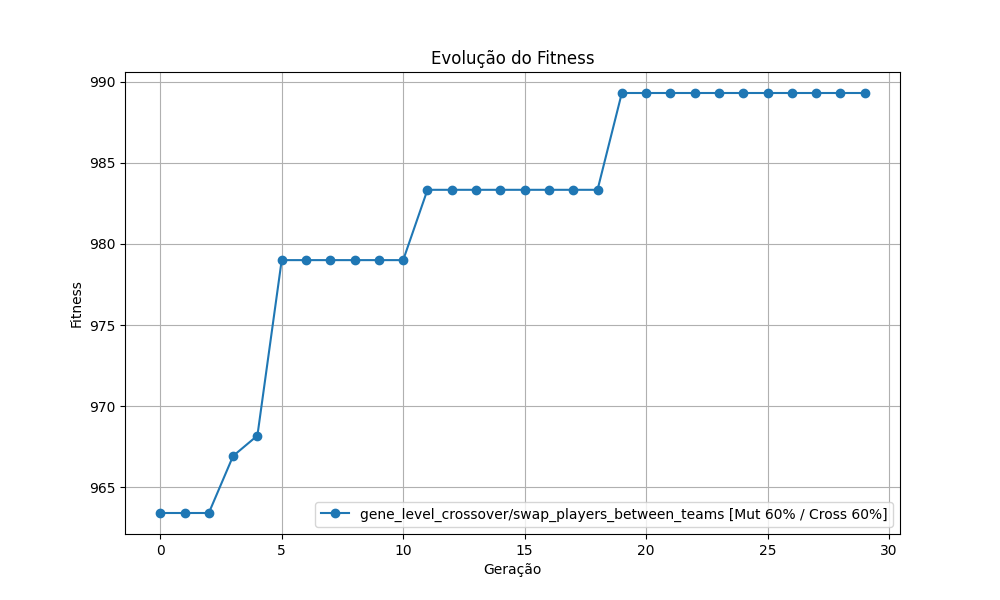 Evolução do Fitness
Fitness
990
985
980
975
970
965
gene_level_crossover/swap_players_between_teams [Mut 60% / Cross 60%]
0 5 10 15 20 25 30
Geração